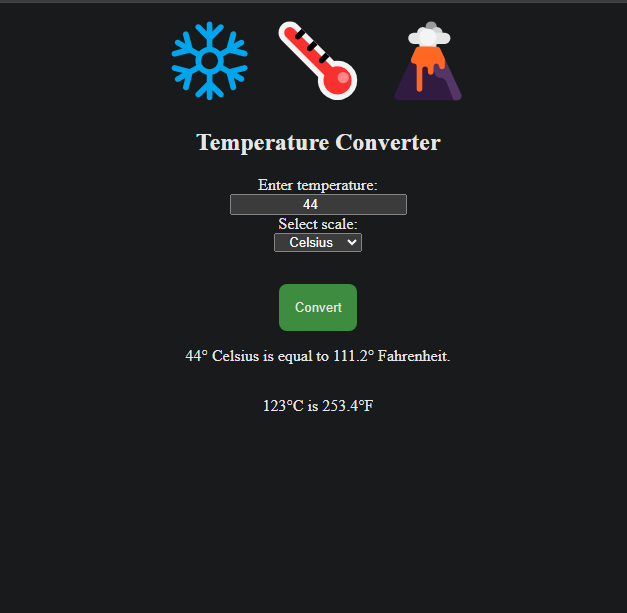 Temperature Converter
Enter temperature:
44
Select scale:
Celsius
Convert
44° Celsius is equal to 111.2° Fahrenheit.
123°C is 253.4°F